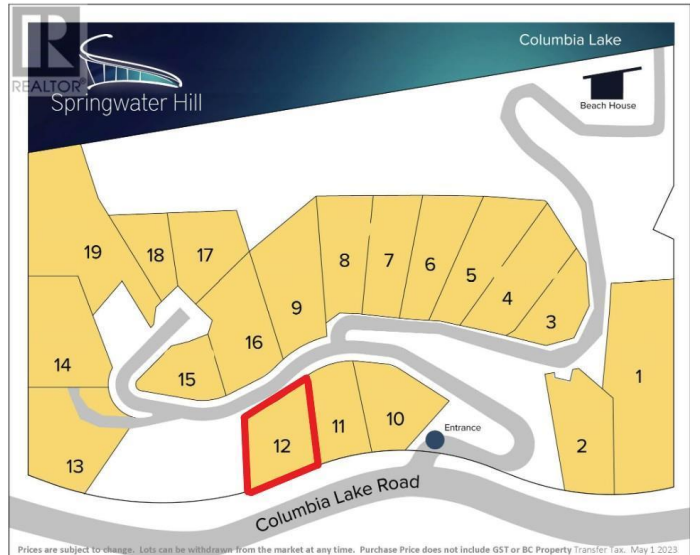 Columbia Lake
R
REALTOR
Springwater Hill
Beach House
19
18
17
8
7
6
5
4
3
9
16
14
15
1
10
11
12
2
13
Entrance
Columbia Lake Road
Prices are subject to change. Lots can be withdrawn from the market at any time. Purchase Price does not include GST or BC Property Transfer Tax. May 1 2023